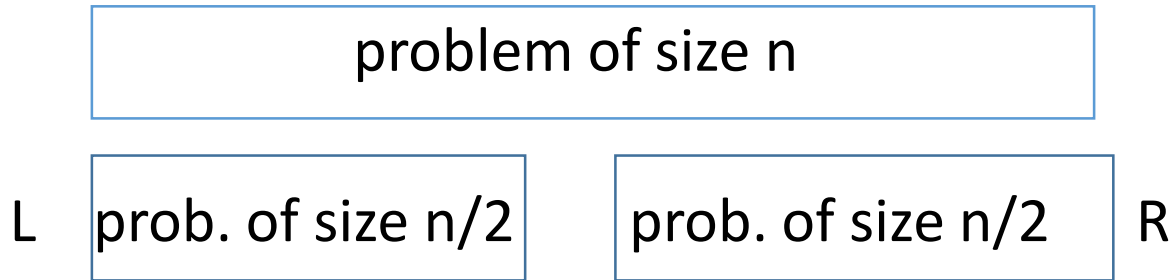 problem of size n
L prob. of size n/2 prob. of size n/2 R